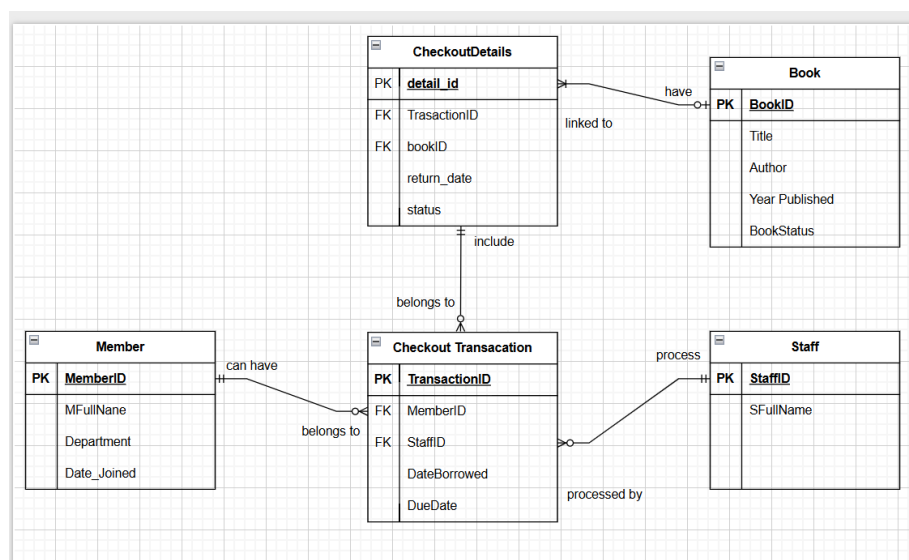 CheckoutDetails
PK detail_id
FK TrasactionID
FK bookID
return_date
status
Book
PK BookID
Title
Author
Year Published
BookStatus
have
linked to
include
belongs to
Member
PK MemberID
MFullNane
Department
Date_Joined
can have
belongs to
Checkout Transacation
PK TransactionID
FK MemberID
FK StaffID
DateBorrowed
DueDate
process
processed by
Staff
PK StaffID
SFullName